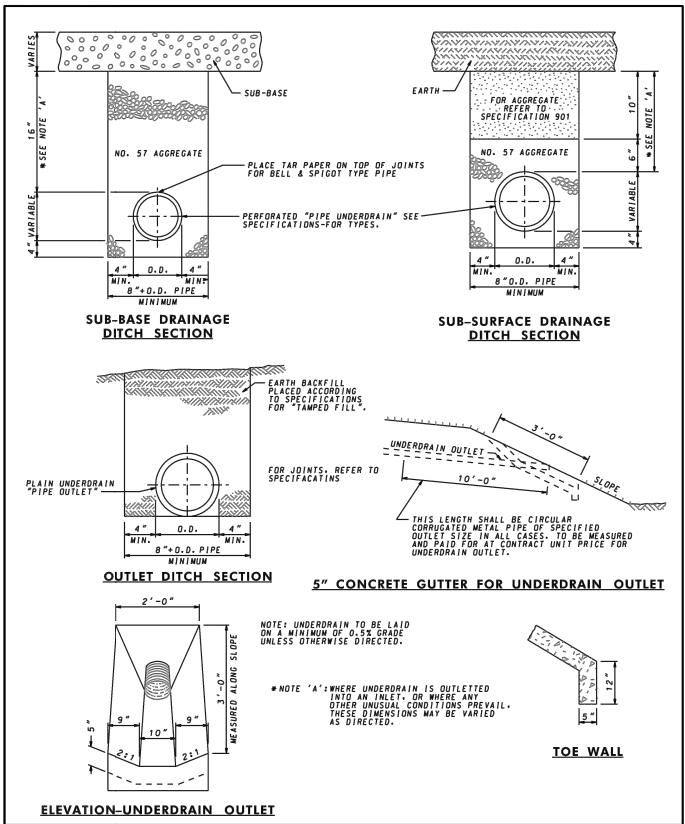 VARIES
SUB-BASE
16"
*SEE NOTE 'A'
NO. 57 AGGREGATE
PLACE TAR PAPER ON TOP OF JOINTS
FOR BELL & SPIGOT TYPE PIPE
VARIABLE
4"
PERFORATED "PIPE UNDERDRAIN" SEE
SPECIFICATIONS-FOR TYPES.
4" O.D. 4"
MIN. MIN.
8"+O.D. PIPE
MINIMUM
SUB-BASE DRAINAGE
DITCH SECTION
EARTH
FOR AGGREGATE
REFER TO
SPECIFICATION 901
10"
*SEE NOTE 'A'
NO. 57 AGGREGATE
6"
VARIABLE
4"
4" O.D. 4"
MIN. MIN.
8"O.D. PIPE
MINIMUM
SUB-SURFACE DRAINAGE
DITCH SECTION
EARTH BACKFILL
PLACED ACCORDING
TO SPECIFICATIONS
FOR "TAMPED FILL".
PLAIN UNDERDRAIN
"PIPE OUTLET"
FOR JOINTS, REFER TO
SPECIFACATINS
4" O.D. 4"
MIN. MIN.
8"+O.D. PIPE
MINIMUM
OUTLET DITCH SECTION
3'-0"
UNDERDRAIN OUTLET
SLOPE
10'-0"
THIS LENGTH SHALL BE CIRCULAR
CORRUGATED METAL PIPE OF SPECIFIED
OUTLET SIZE IN ALL CASES. TO BE MEASURED
AND PAID FOR AT CONTRACT UNIT PRICE FOR
UNDERDRAIN OUTLET.
5" CONCRETE GUTTER FOR UNDERDRAIN OUTLET
2'-0"
3'-0"
MEASURED ALONG SLOPE
9" 10" 9"
5"
2:1 2:1
ELEVATION-UNDERDRAIN OUTLET
NOTE: UNDERDRAIN TO BE LAID
ON A MINIMUM OF 0.5% GRADE
UNLESS OTHERWISE DIRECTED.
*NOTE 'A': WHERE UNDERDRAIN IS OUTLETTED
INTO AN INLET, OR WHERE ANY
OTHER UNUSUAL CONDITIONS PREVAIL,
THESE DIMENSIONS MAY BE VARIED
AS DIRECTED.
12"
5"
TOE WALL